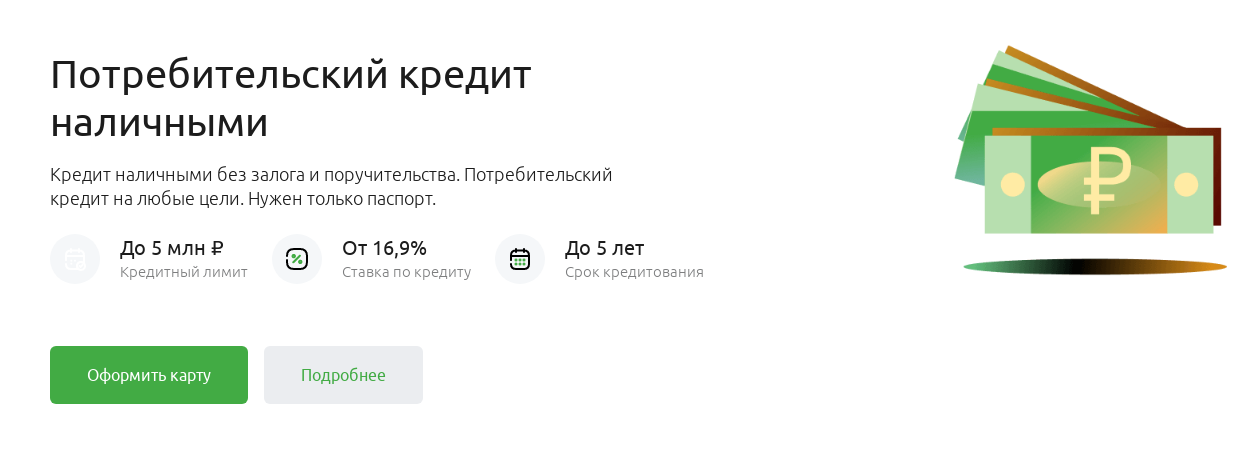 Потребительский кредит
наличными
Кредит наличными без залога и поручительства. Потребительский
кредит на любые цели. Нужен только паспорт.
До 5 млн ₽
Кредитный лимит
От 16,9%
Ставка по кредиту
До 5 лет
Срок кредитования
₽
Оформить карту
Подробнее